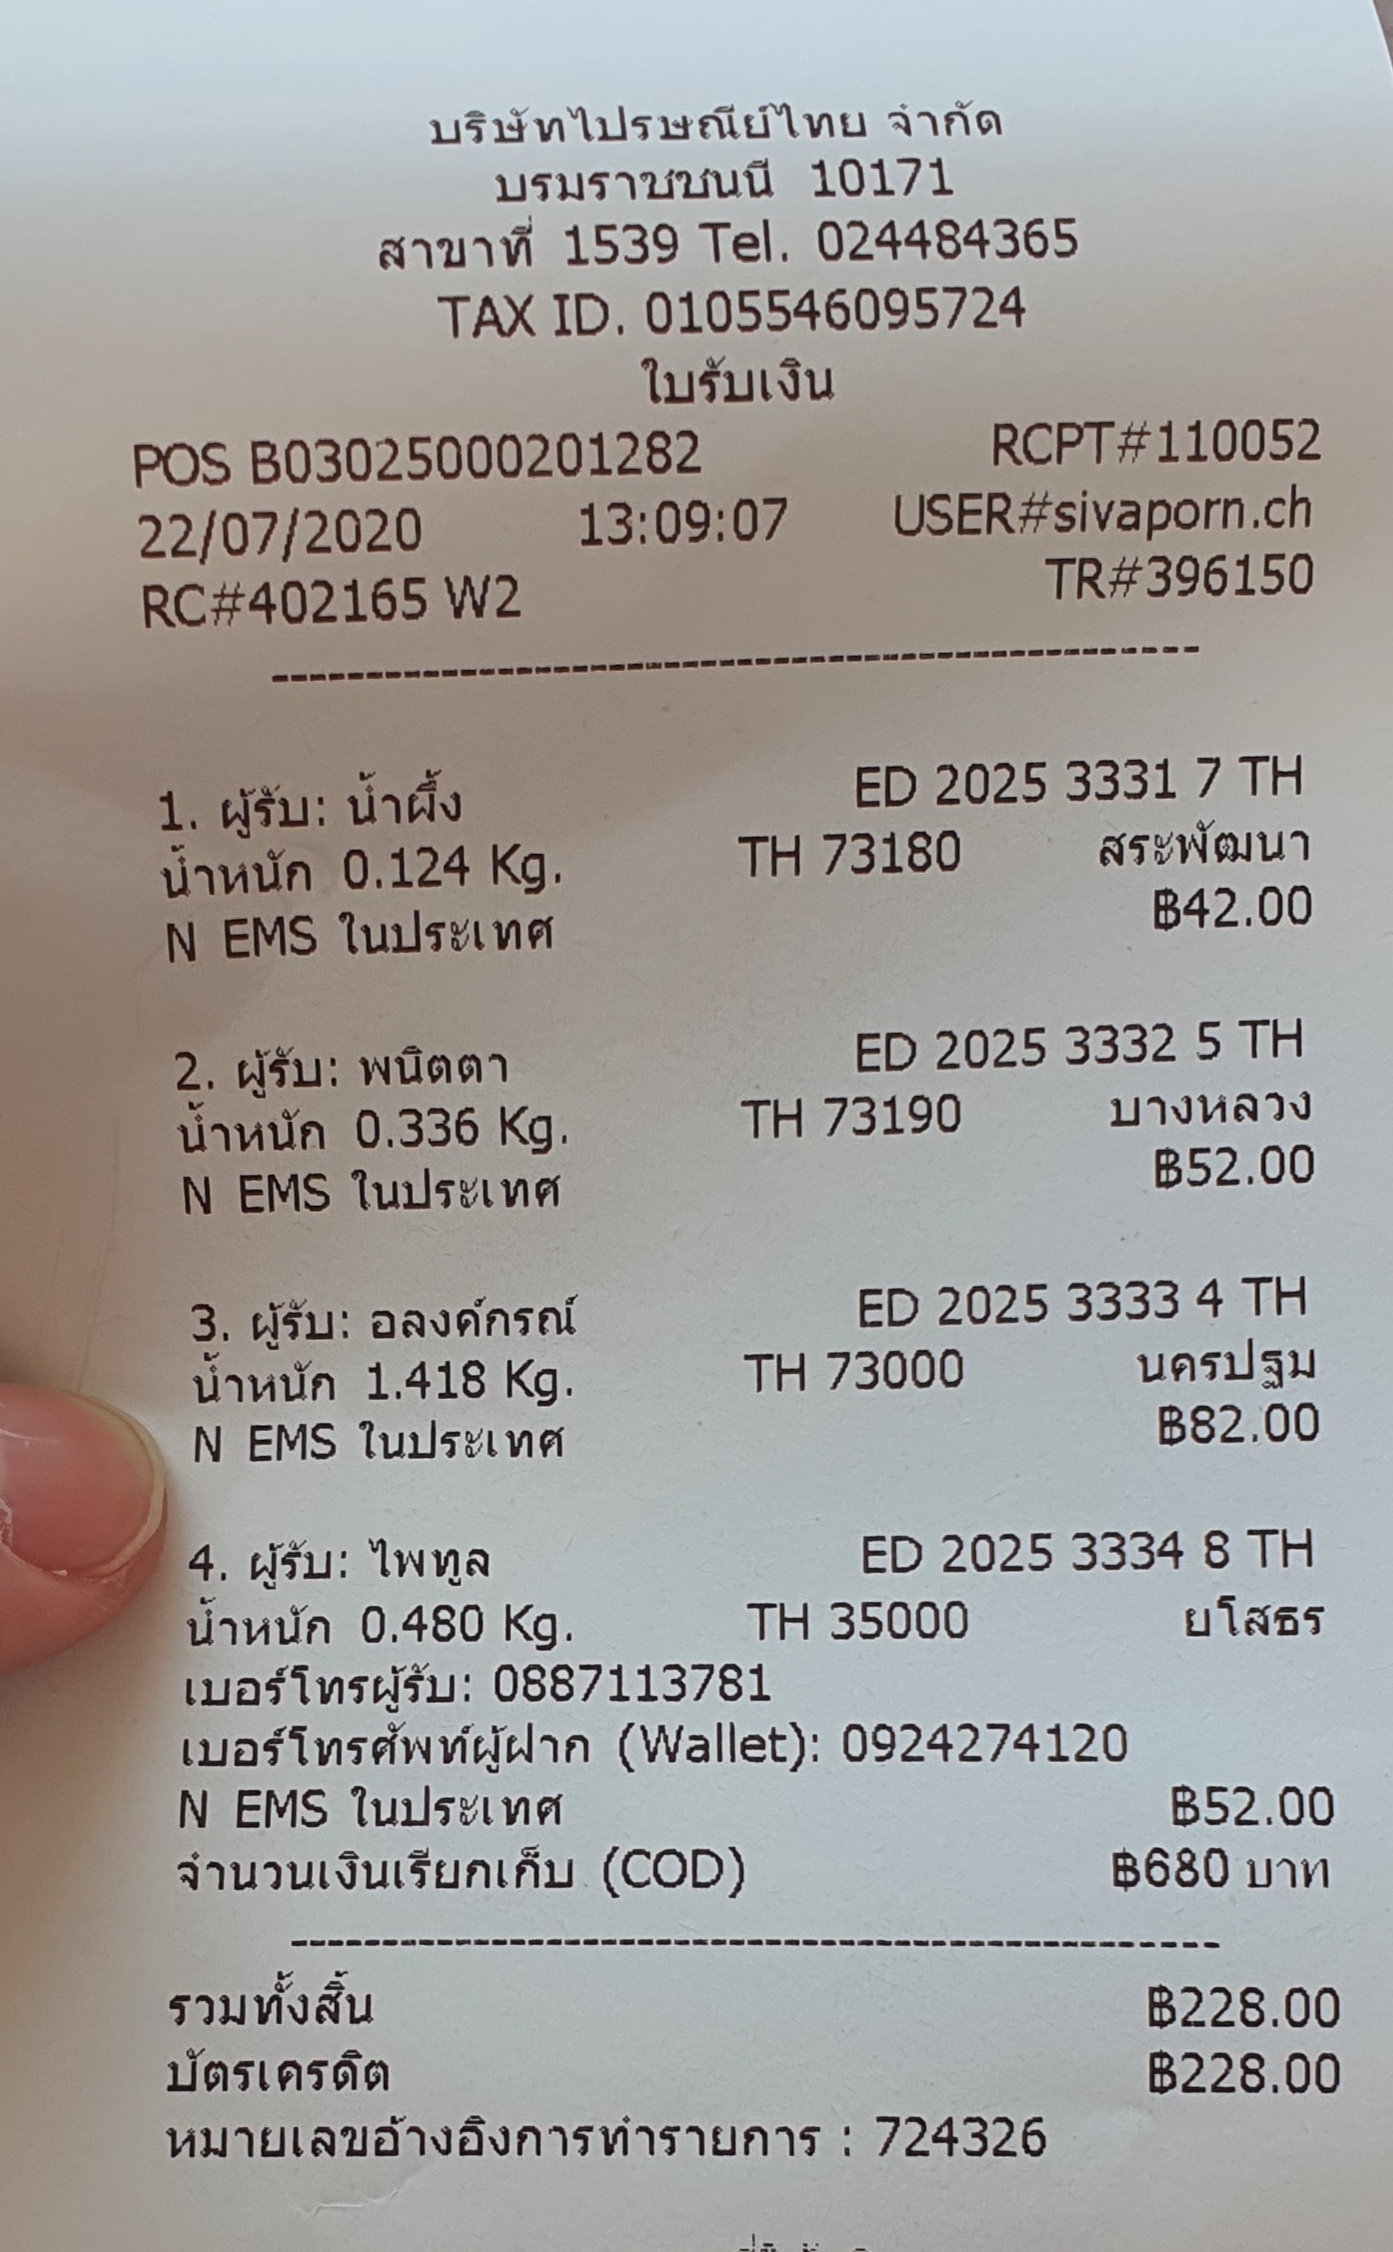 บริษัทไปรษณีย์ไทย จำกัด
บรมราชชนนี 10171
สาขาที่ 1539 Tel. 024484365
TAX ID. 0105546095724
ใบรับเงิน
POS B03025000201282 RCPT#110052
22/07/2020 13:09:07 USER#sivaporn.ch
RC#402165 W2 TR#396150
1. ผู้รับ: น้ำผึ้ง ED 2025 3331 7 TH
น้ำหนัก 0.124 Kg. TH 73180 สระพัฒนา
N EMS ในประเทศ ฿42.00
2. ผู้รับ: พนิตตา ED 2025 3332 5 TH
น้ำหนัก 0.336 Kg. TH 73190 บางหลวง
N EMS ในประเทศ ฿52.00
3. ผู้รับ: อลงค์กรณ์ ED 2025 3333 4 TH
น้ำหนัก 1.418 Kg. TH 73000 นครปฐม
N EMS ในประเทศ ฿82.00
4. ผู้รับ: ไพทูล ED 2025 3334 8 TH
น้ำหนัก 0.480 Kg. TH 35000 ยโสธร
เบอร์โทรผู้รับ: 0887113781
เบอร์โทรศัพท์ผู้ฝาก (Wallet): 0924274120
N EMS ในประเทศ ฿52.00
จำนวนเงินเรียกเก็บ (COD) ฿680 บาท
รวมทั้งสิ้น ฿228.00
บัตรเครดิต ฿228.00
หมายเลขอ้างอิงการทำรายการ : 724326